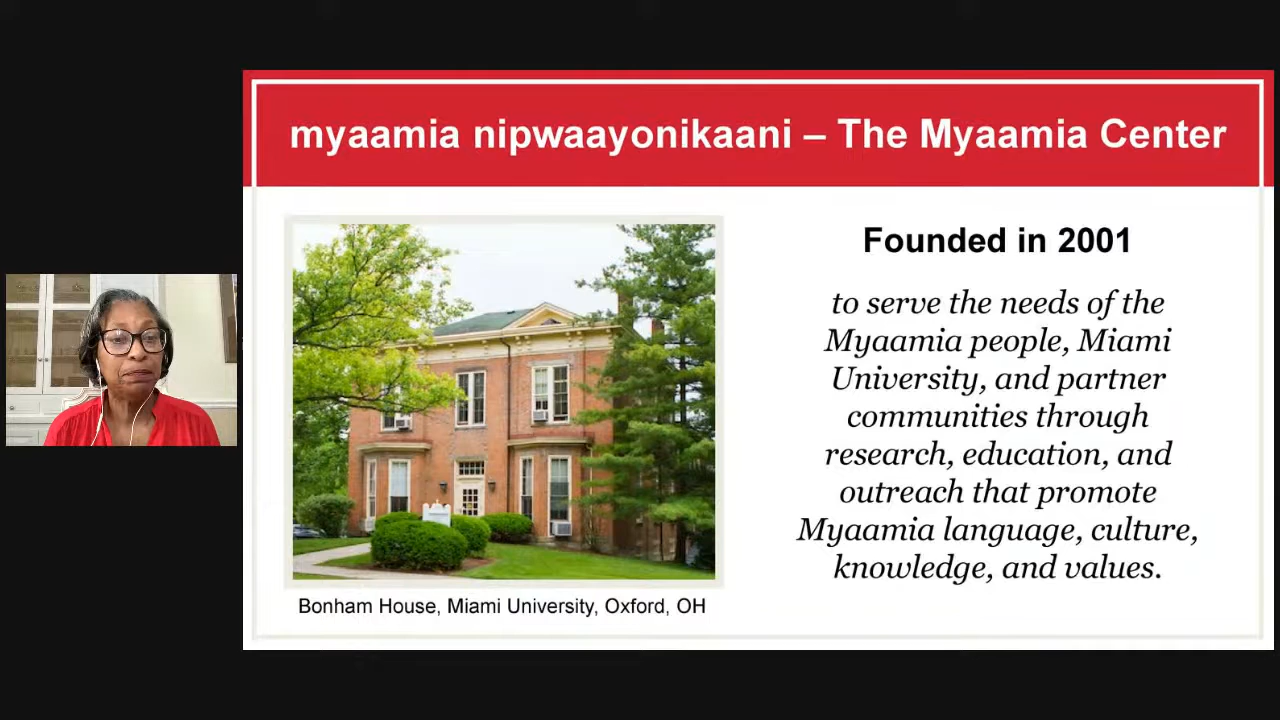 myaamia nipwaayonikaani – The Myaamia Center
Founded in 2001
to serve the needs of the
Myaamia people, Miami
University, and partner
communities through
research, education, and
outreach that promote
Myaamia language, culture,
knowledge, and values.
Bonham House, Miami University, Oxford, OH